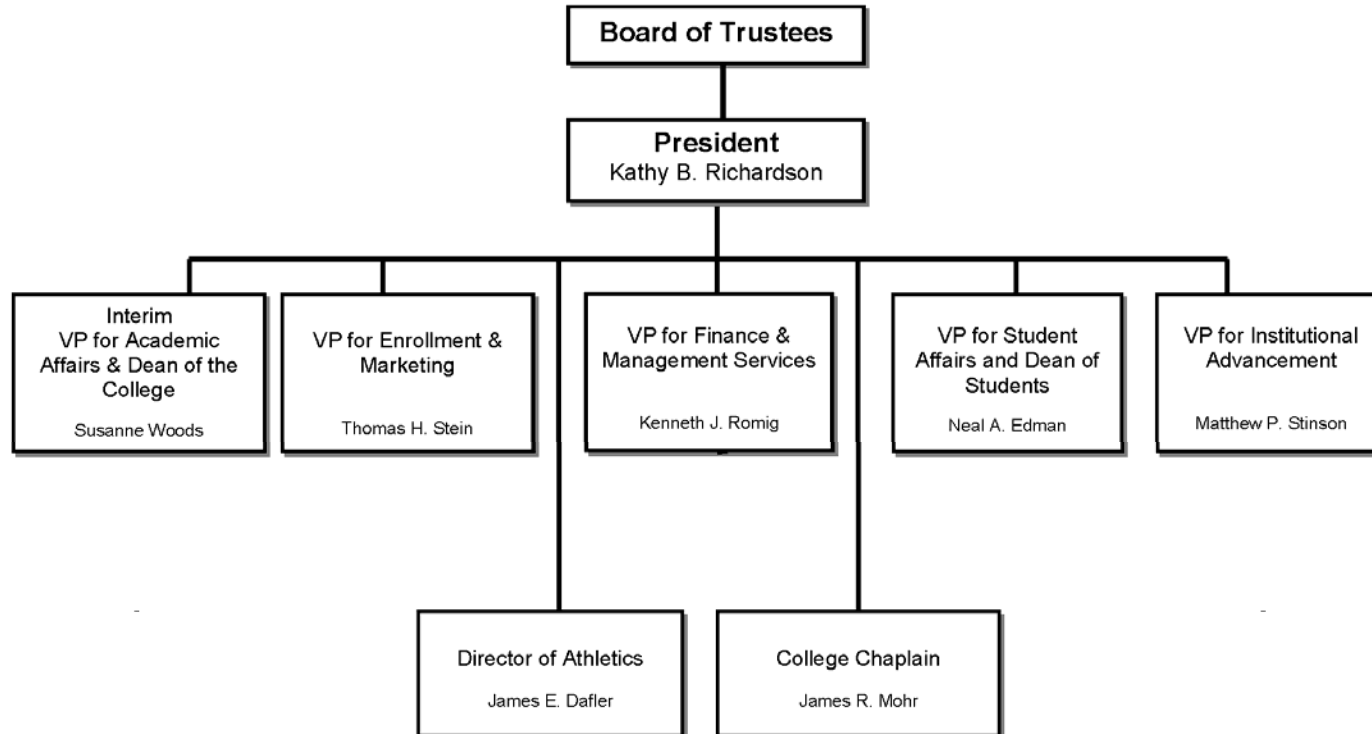 Board of Trustees
President
Kathy B. Richardson
Interim
VP for Academic
Affairs & Dean of the
College
Susanne Woods
VP for Enrollment &
Marketing
Thomas H. Stein
VP for Finance &
Management Services
Kenneth J. Romig
VP for Student
Affairs and Dean of
Students
Neal A. Edman
VP for Institutional
Advancement
Matthew P. Stinson
Director of Athletics
James E. Dafler
College Chaplain
James R. Mohr